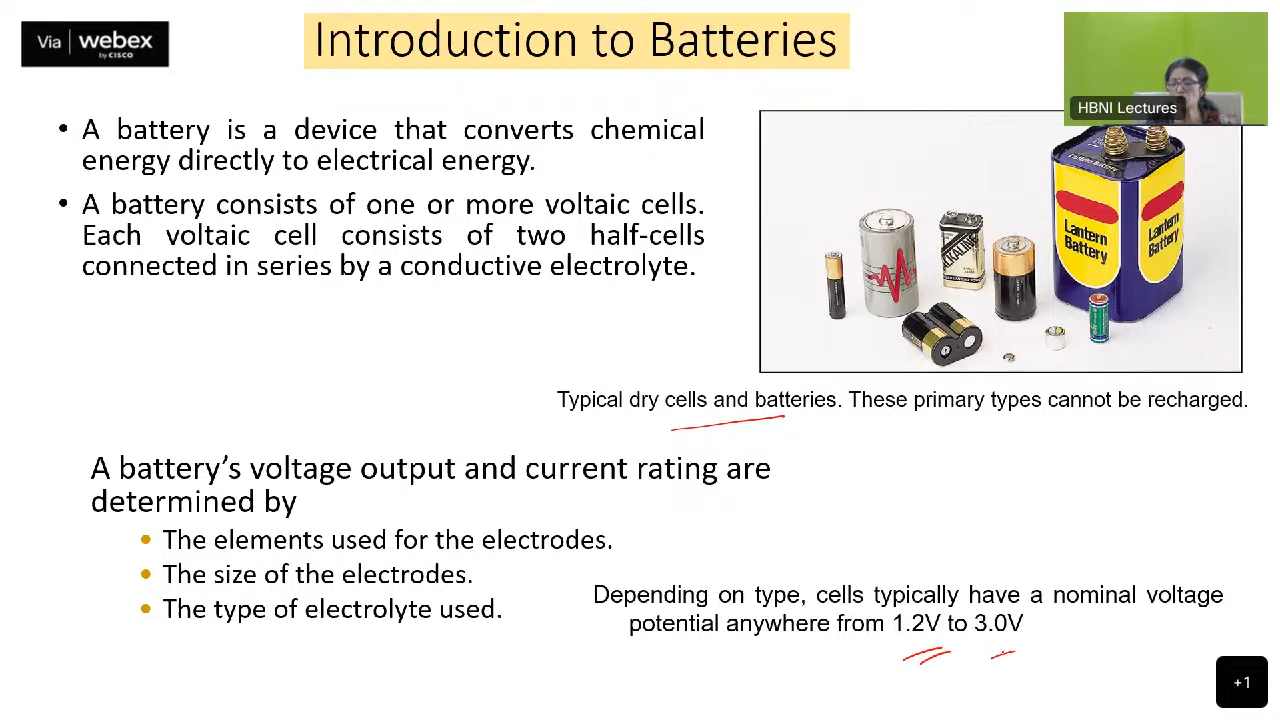 Via | webex
by CISCO
Introduction to Batteries
HBNI Lectures
• A battery is a device that converts chemical
energy directly to electrical energy.
• A battery consists of one or more voltaic cells.
Each voltaic cell consists of two half-cells
connected in series by a conductive electrolyte.
ALKALINE
Lantern
Battery
Lantern
Battery
Typical dry cells and batteries. These primary types cannot be recharged.
A battery’s voltage output and current rating are
determined by
• The elements used for the electrodes.
• The size of the electrodes.
• The type of electrolyte used.
Depending on type, cells typically have a nominal voltage
potential anywhere from 1.2V to 3.0V
+1